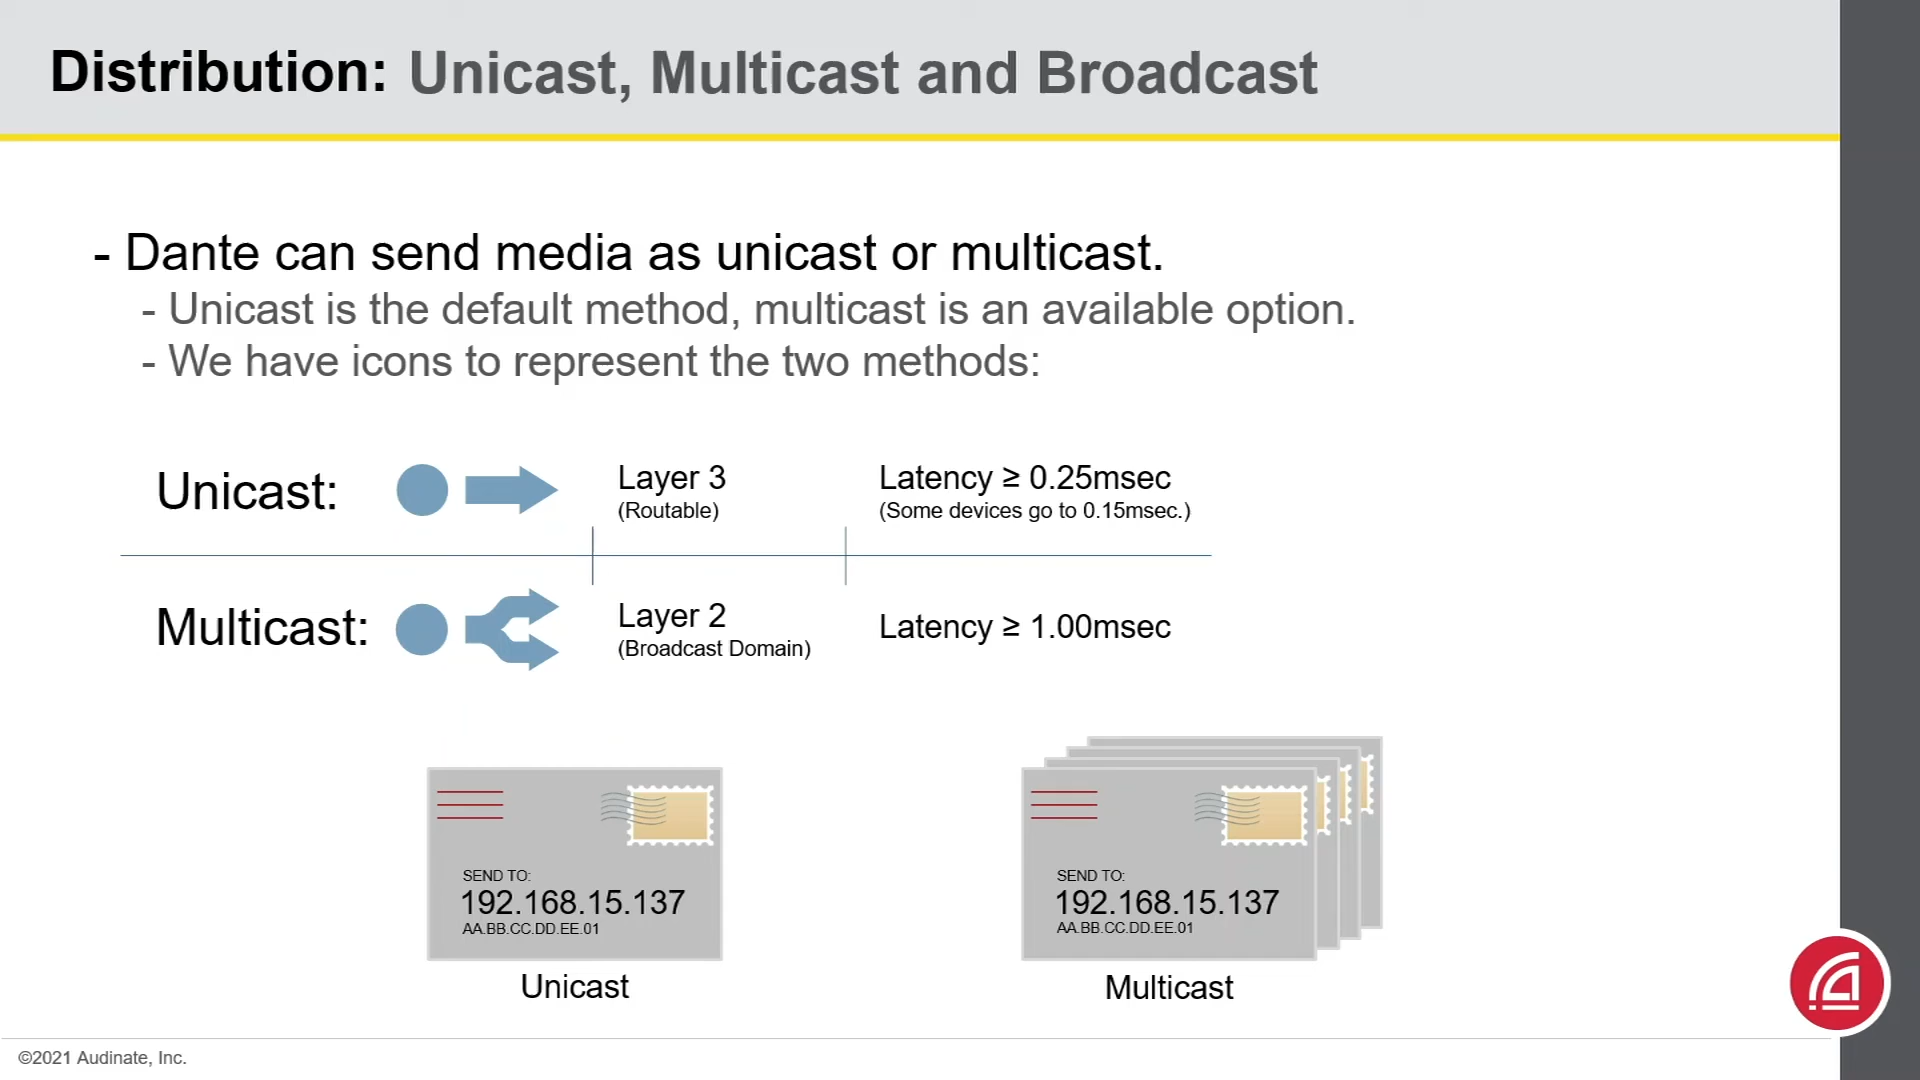 Distribution: Unicast, Multicast and Broadcast
- Dante can send media as unicast or multicast.
- Unicast is the default method, multicast is an available option.
- We have icons to represent the two methods:
Unicast:
Layer 3
(Routable)
Latency ≥ 0.25msec
(Some devices go to 0.15msec.)
Multicast:
Layer 2
(Broadcast Domain)
Latency ≥ 1.00msec
SEND TO:
192.168.15.137
AA.BB.CC.DD.EE.01
Unicast
SEND TO:
192.168.15.137
AA.BB.CC.DD.EE.01
Multicast
©2021 Audinate, Inc.